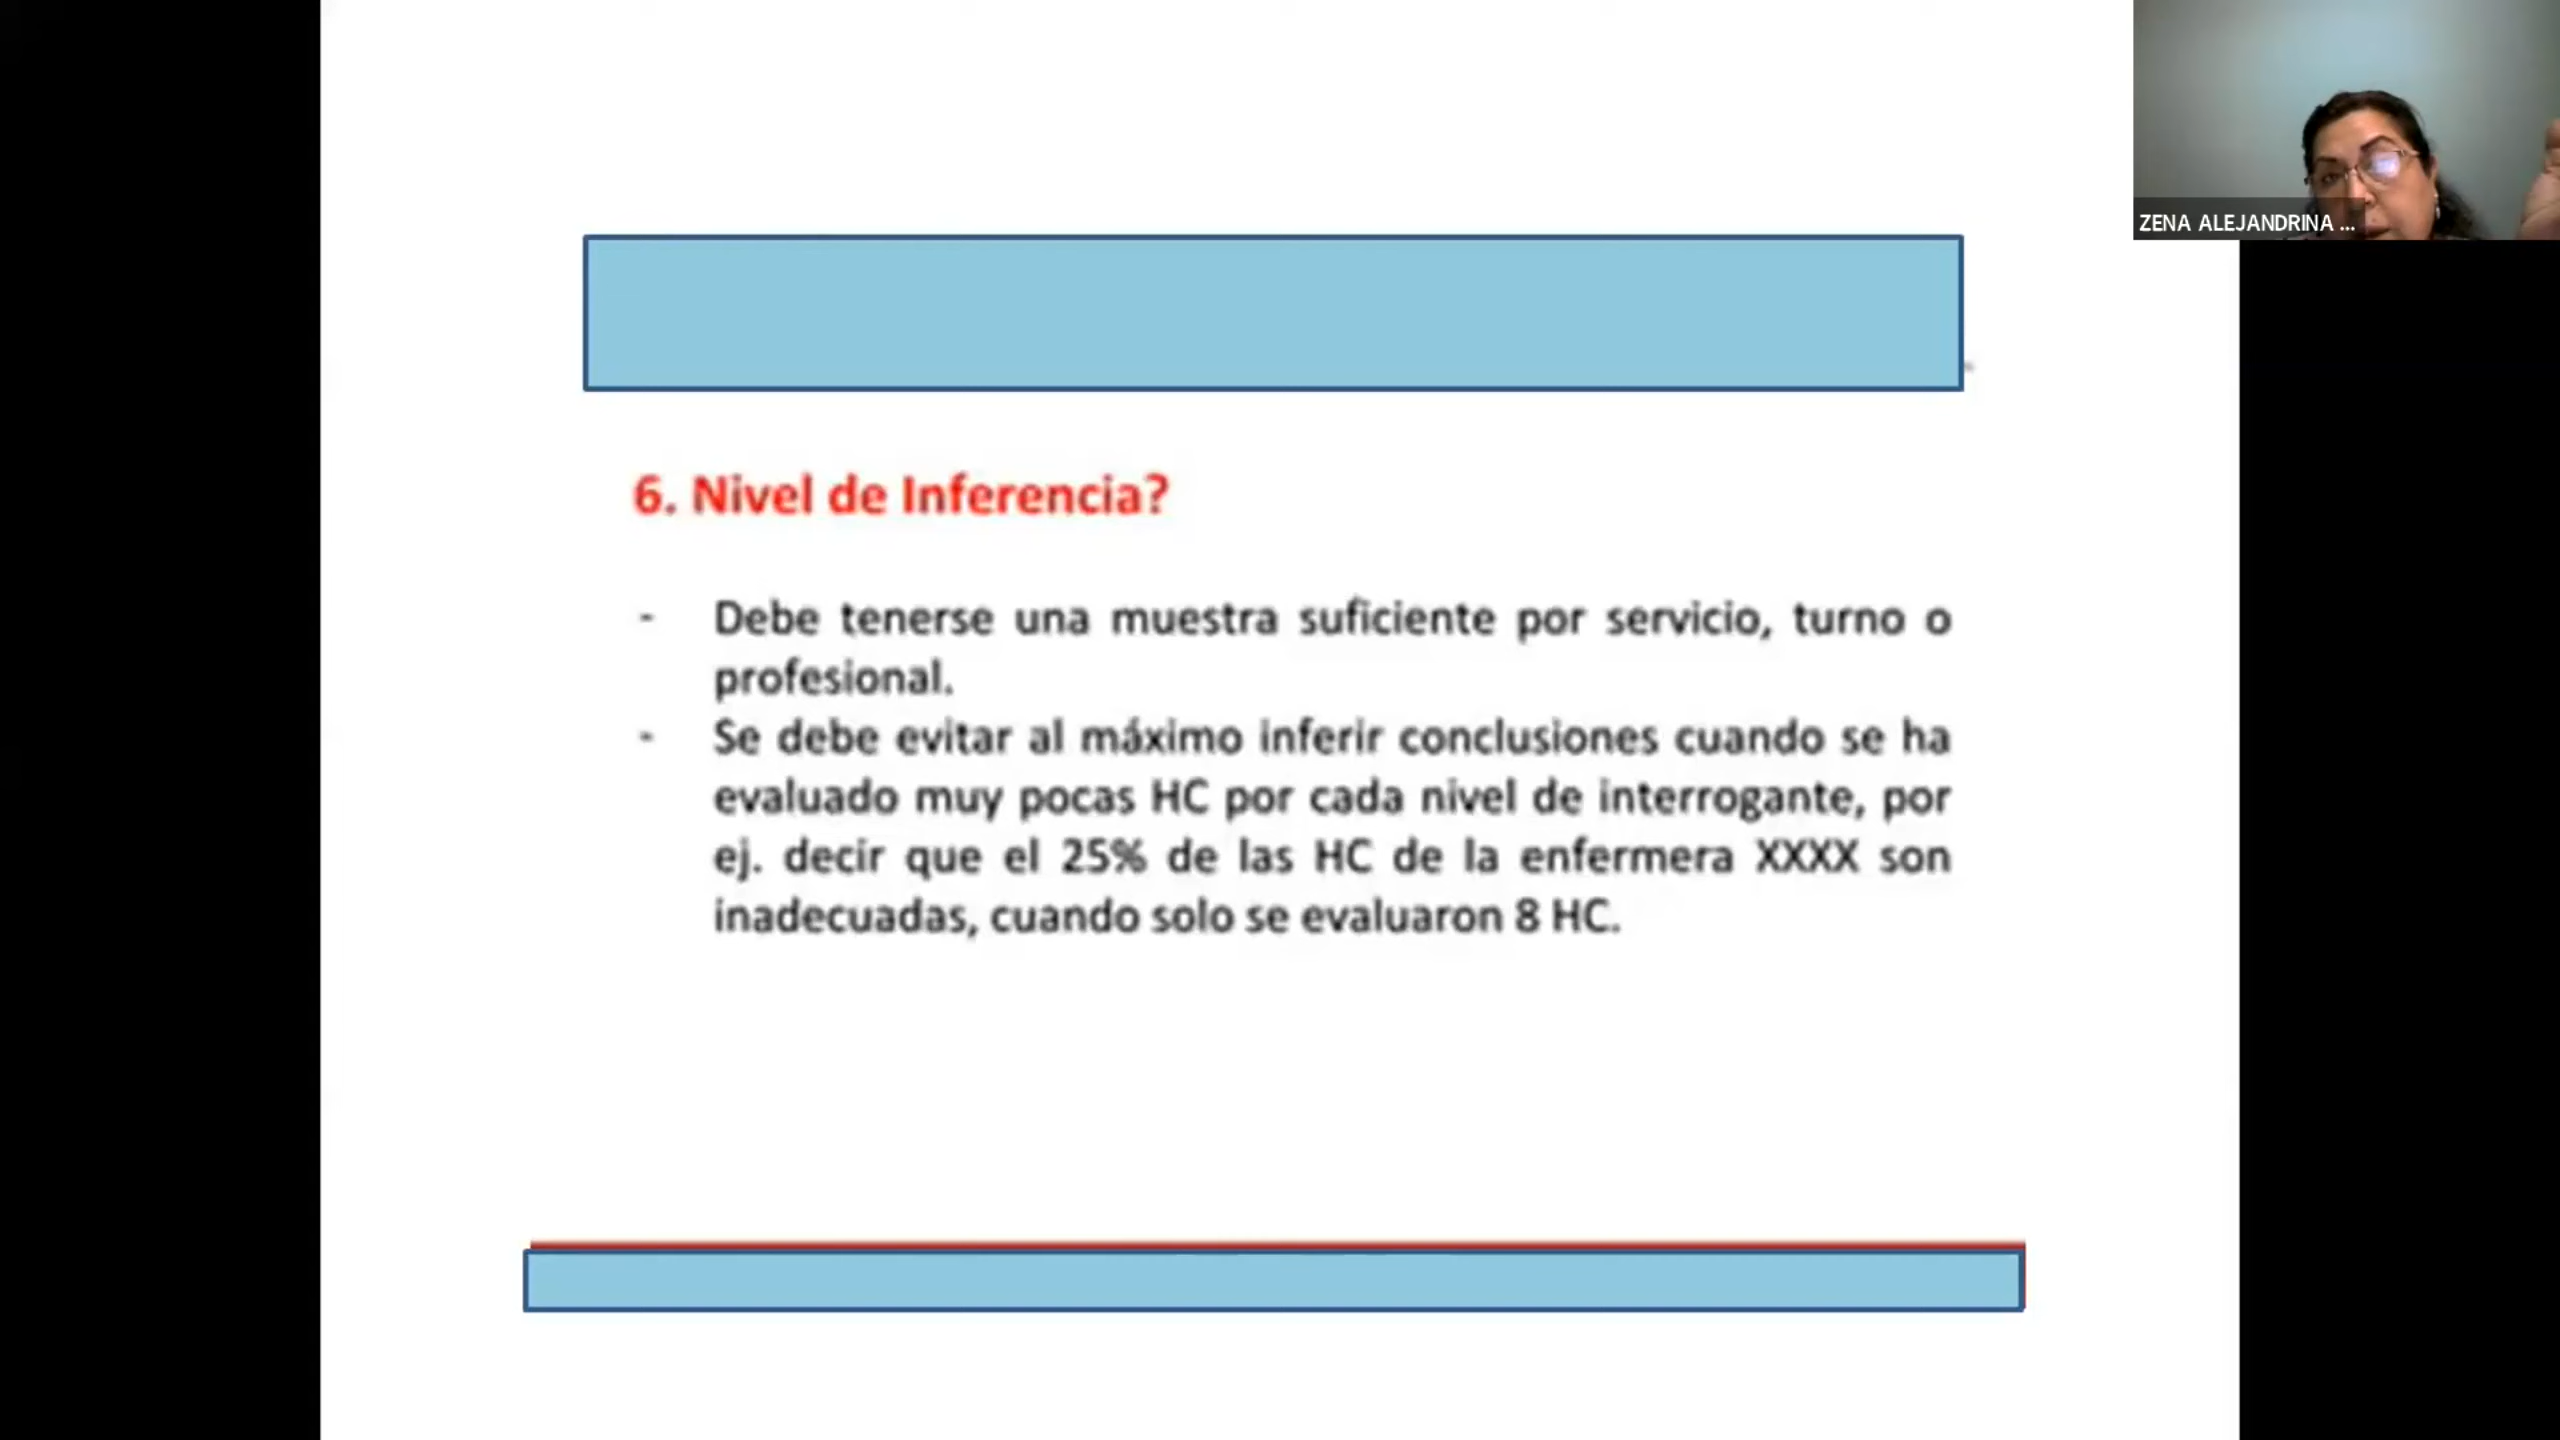 ZENA ALEJANDRINA ...
6. Nivel de Inferencia?
- Debe tenerse una muestra suficiente por servicio, turno o
profesional.
- Se debe evitar al máximo inferir conclusiones cuando se ha
evaluado muy pocas HC por cada nivel de interrogante, por
ej. decir que el 25% de las HC de la enfermera XXXX son
inadecuadas, cuando solo se evaluaron 8 HC.